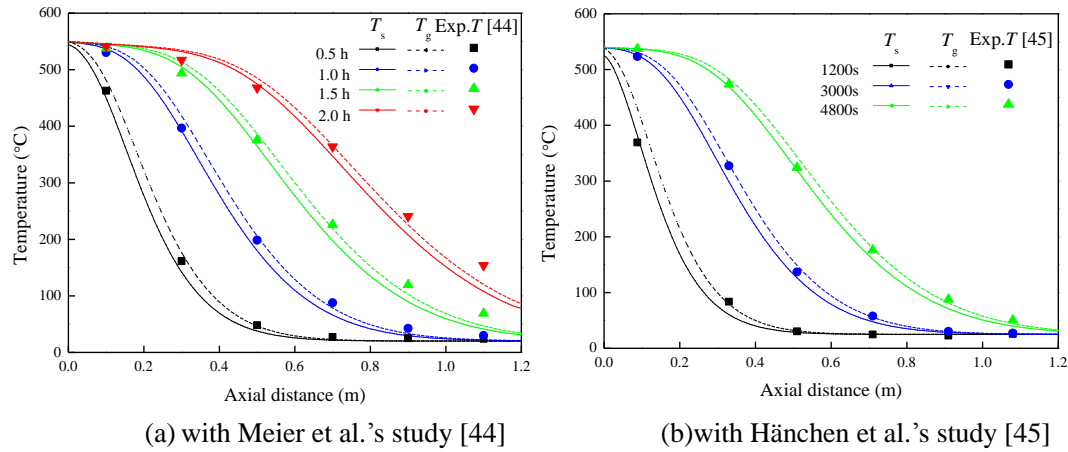 T_s T_g Exp.T [44]
0.5 h
1.0 h
1.5 h
2.0 h
600
500
400
300
200
100
0
Temperature (°C)
0.0 0.2 0.4 0.6 0.8 1.0 1.2
Axial distance (m)
(a) with Meier et al.'s study [44]
T_s T_g Exp.T [45]
1200s
3000s
4800s
600
500
400
300
200
100
0
Temperature (°C)
0.0 0.2 0.4 0.6 0.8 1.0 1.2
Axial distance (m)
(b)with Hänchen et al.'s study [45]